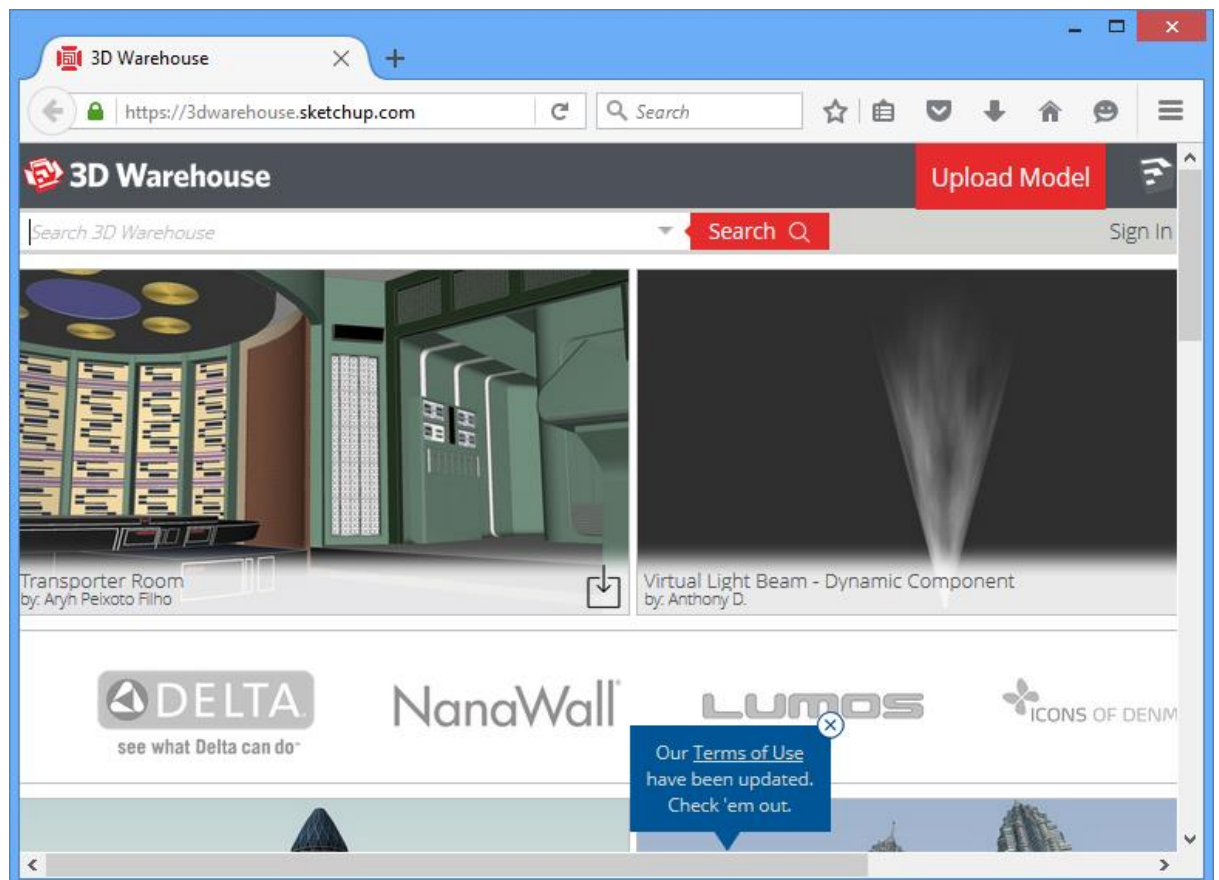 3D Warehouse
https://3dwarehouse.sketchup.com
Search
3D Warehouse
Upload Model
Search 3D Warehouse
Search
Sign In
Transporter Room
by: Aryh Peixoto Filho
Virtual Light Beam - Dynamic Component
by: Anthony D.
DELTA
see what Delta can do
NanaWall
LUMOS
ICONS OF DENM
Our Terms of Use
have been updated.
Check 'em out.